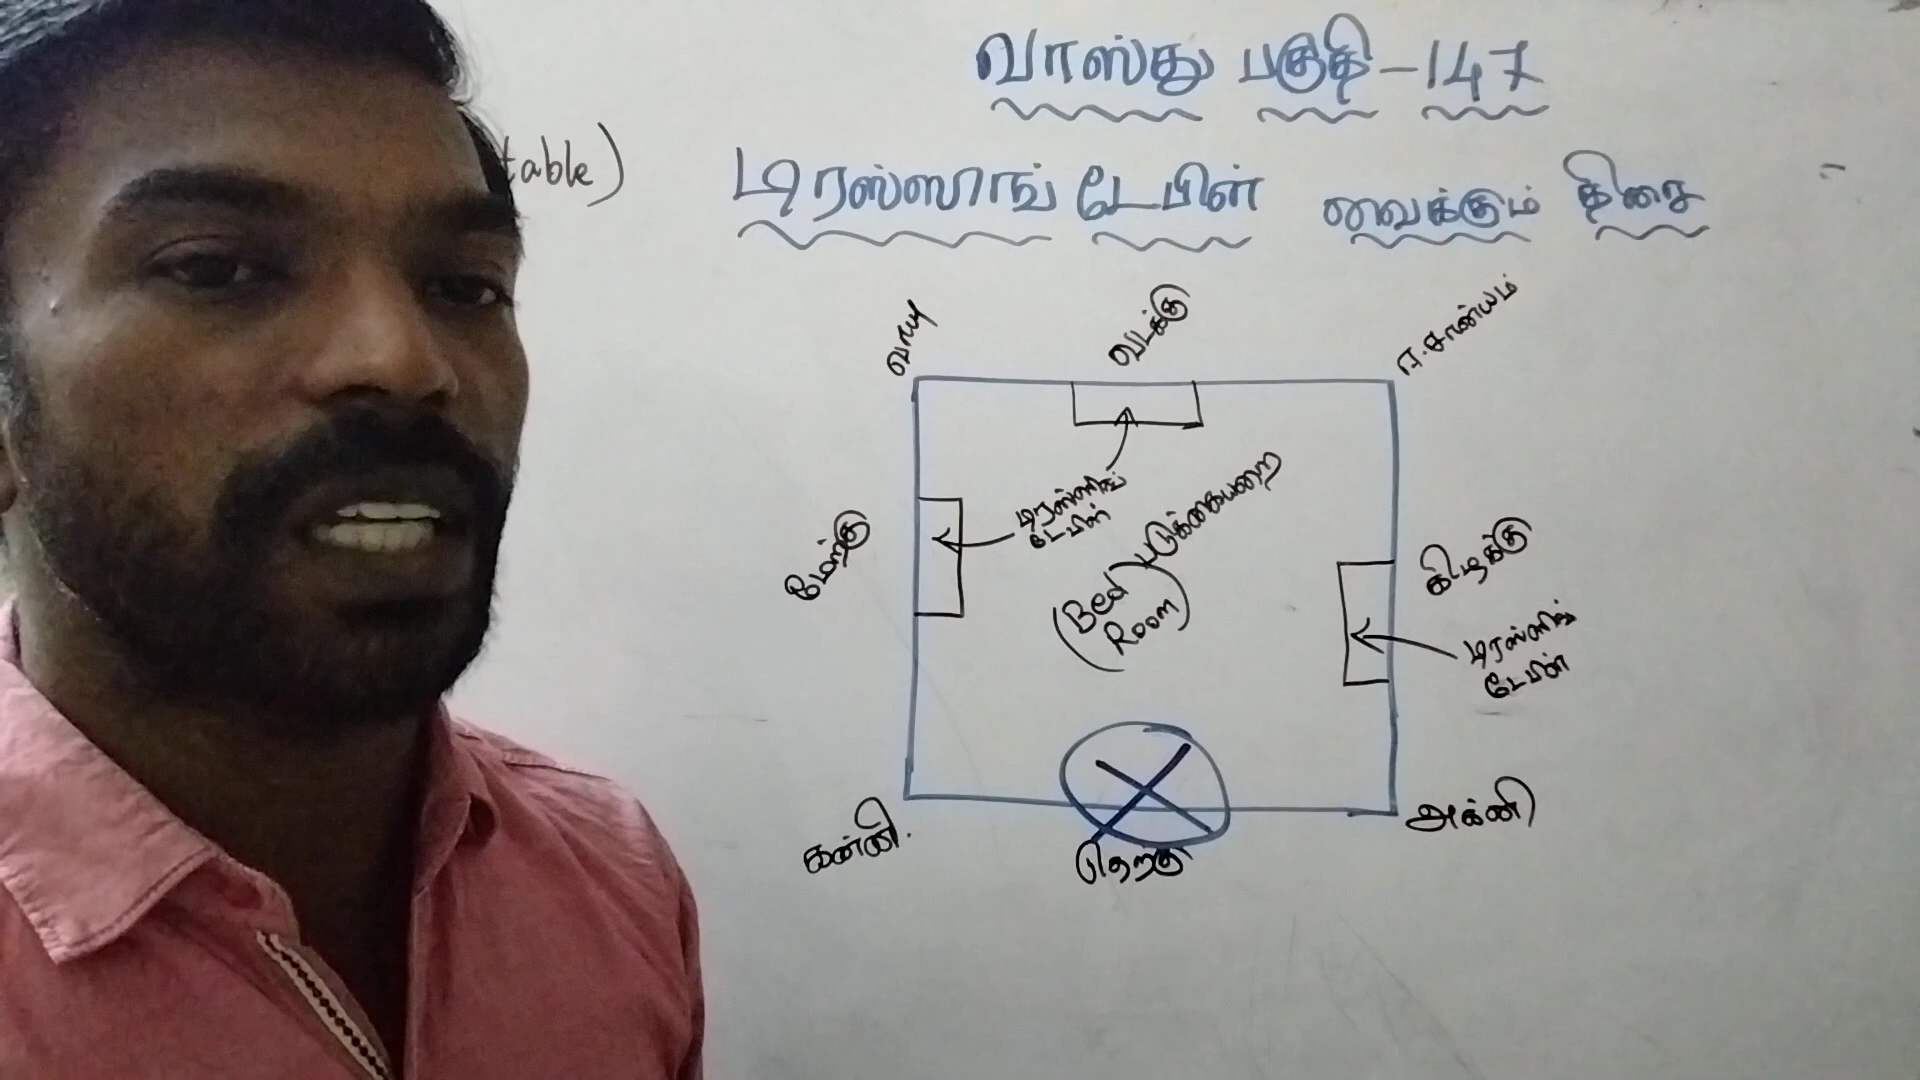 வாஸ்து பகுதி - 147
table)
டிரஸ்ஸிங் டேபிள் வைக்கும் திசை
வாயு
வடக்கு
ஈசான்யம்
டிரஸ்ஸிங்
டேபிள்
படுக்கையறை
(Bed
Room)
மேற்கு
கிழக்கு
டிரஸ்ஸிங்
டேபிள்
கன்னி.
தெற்கு
அக்னி